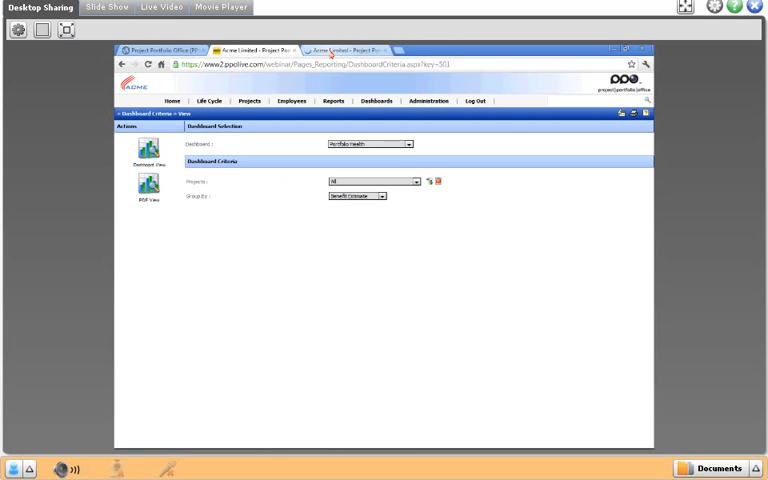 Desktop Sharing Slide Show Live Video Movie Player
Project Portfolio Office (PP Acme Limited - Project Por Acme Limited - Project Por
https://www2.ppolive.com/webinar/Pages_Reporting/DashboardCriteria.aspx?key=501
ACME
ppo
project|portfolio|office
Home | Life Cycle | Projects | Employees | Reports | Dashboards | Administration | Log Out |
» Dashboard Criteria > View
Actions
Dashboard Selection
Dashboard :
Portfolio Health
Dashboard View
Dashboard Criteria
Projects :
All
PDF View
Group By :
Benefit Estimate
Documents